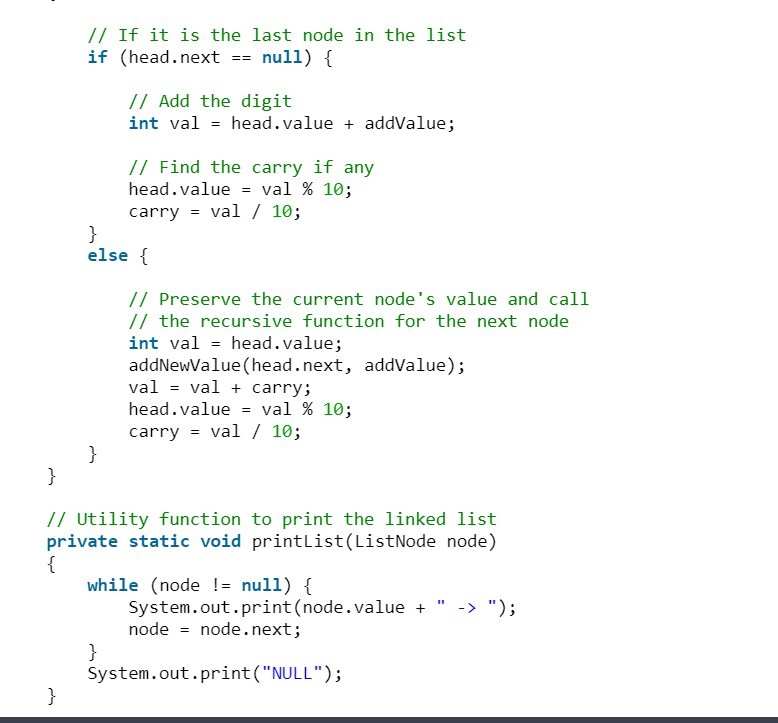 // If it is the last node in the list
if (head.next == null) {
// Add the digit
int val = head.value + addValue;
// Find the carry if any
head.value = val % 10;
carry = val / 10;
}
else {
// Preserve the current node's value and call
// the recursive function for the next node
int val = head.value;
addNewValue(head.next, addValue);
val = val + carry;
head.value = val % 10;
carry = val / 10;
}
}
// Utility function to print the linked list
private static void printList(ListNode node)
{
while (node != null) {
System.out.print(node.value + " -> ");
node = node.next;
}
System.out.print("NULL");
}